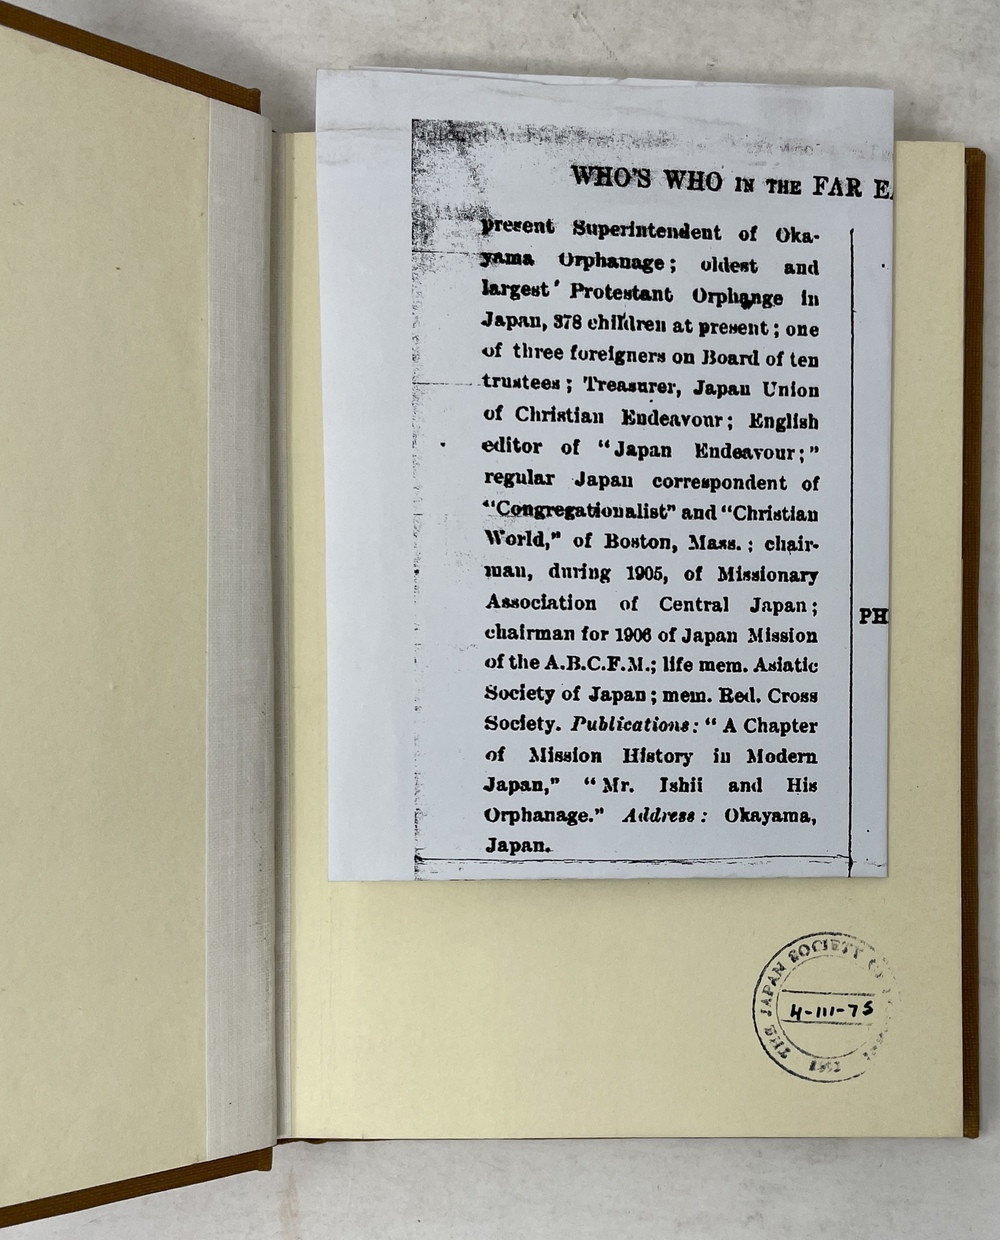 WHO'S WHO IN THE FAR EA
present Superintendent of Oka-
yama Orphanage; oldest and
largest' Protestant Orphange in
Japan, 378 children at present; one
of three foreigners on Board of ten
trustees; Treasurer, Japan Union
of Christian Endeavour; English
editor of "Japan Endeavour;"
regular Japan correspondent of
"Congregationalist" and "Christian
World," of Boston, Mass.; chair-
man, during 1905, of Missionary
Association of Central Japan;
chairman for 1906 of Japan Mission
of the A.B.C.F.M.; life mem. Asiatic
Society of Japan; mem. Red. Cross
Society. Publications: "A Chapter
of Mission History in Modern
Japan," "Mr. Ishii and His
Orphanage." Address: Okayama,
Japan.
PH
THE JAPAN SOCIETY
4-III-75
1891